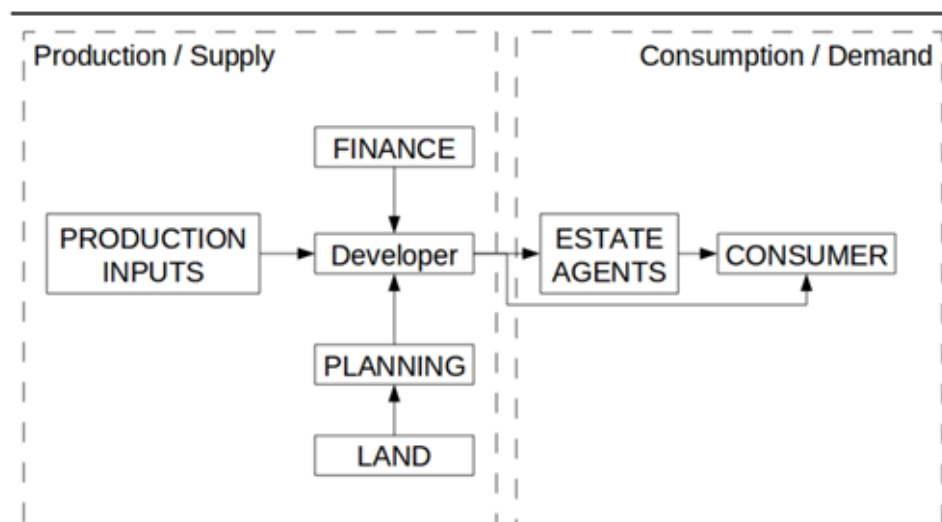 Production / Supply
Consumption / Demand
FINANCE
PRODUCTION
INPUTS
Developer
ESTATE
AGENTS
CONSUMER
PLANNING
LAND